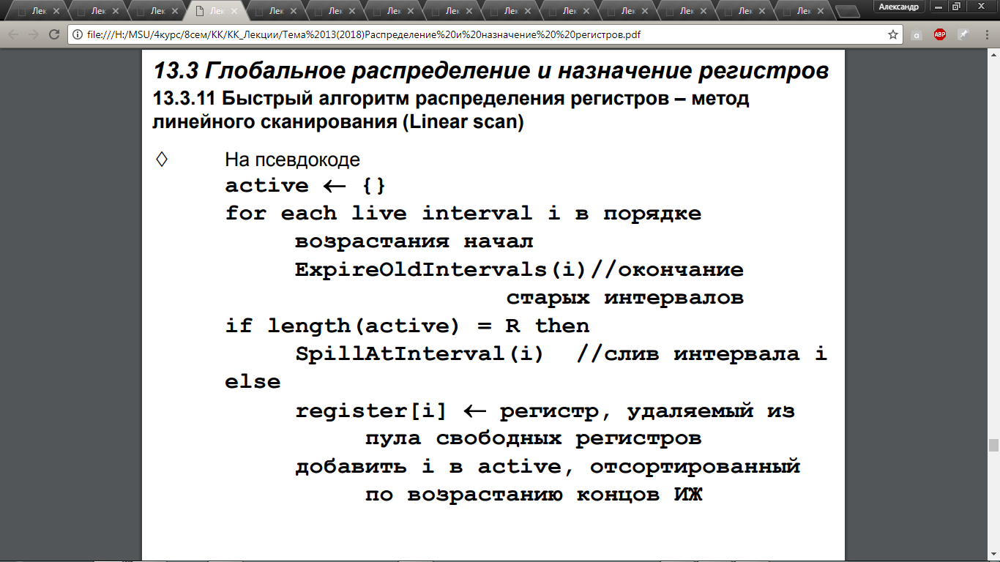 Лек
Лек
Лек
Лек
Лек
Лек
Лек
Лек
Лек
Лек
Лек
Лек
Лек
Лек
Александр
file:///H:/MSU/4курс/8сем/КК/КК_Лекции/Тема%2013(2018)Распределение%20и%20назначение%20%20регистров.pdf
a
ABP
13.3 Глобальное распределение и назначение регистров
13.3.11 Быстрый алгоритм распределения регистров – метод
линейного сканирования (Linear scan)
◊ На псевдокоде
active ← {}
for each live interval i в порядке
возрастания начал
ExpireOldIntervals(i)//окончание
старых интервалов
if length(active) = R then
SpillAtInterval(i) //слив интервала i
else
register[i] ← регистр, удаляемый из
пула свободных регистров
добавить i в active, отсортированный
по возрастанию концов ИЖ